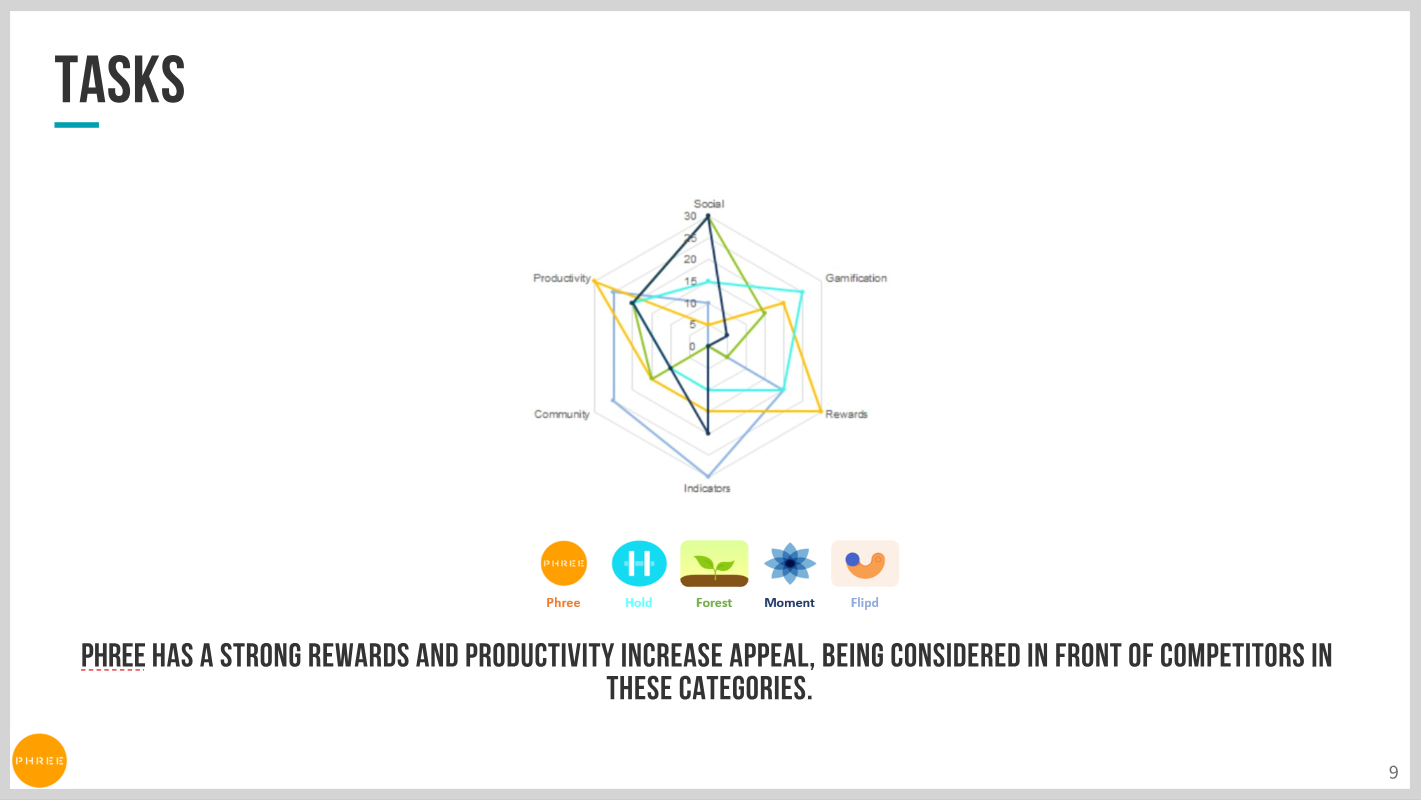 TASKS
Social
30
25
20
15
10
5
0
Productivity
Gamification
Community
Rewards
Indicators
PHREE
Phree
Hold
Forest
Moment
Flipd
PHREE HAS A STRONG REWARDS AND PRODUCTIVITY INCREASE APPEAL, BEING CONSIDERED IN FRONT OF COMPETITORS IN
THESE CATEGORIES.
PHREE
9